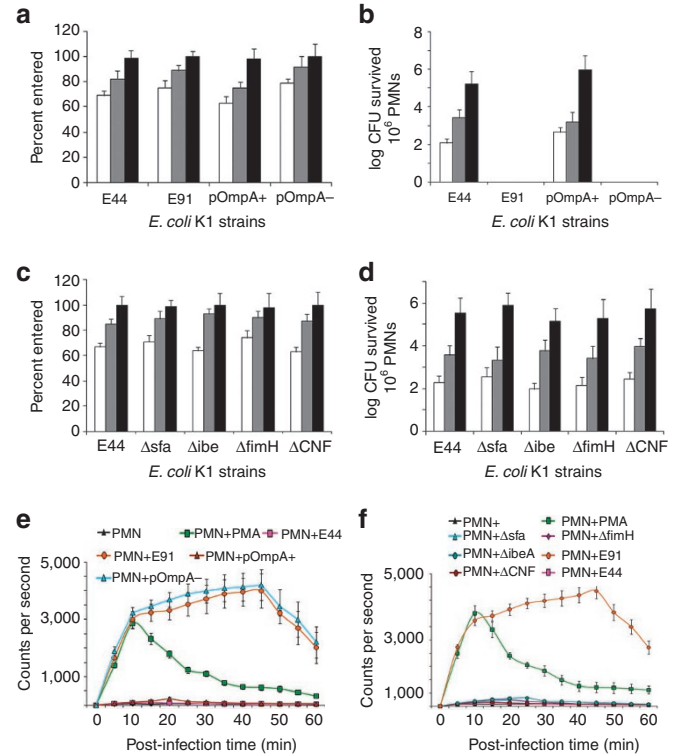 a
120
100
80
60
40
20
0
Percent entered
E44 E91 pOmpA+ pOmpA–
E. coli K1 strains
b
8
6
4
2
0
log CFU survived
10⁶ PMNs
E44 E91 pOmpA+ pOmpA–
E. coli K1 strains
c
120
100
80
60
40
20
0
Percent entered
E44 Δsfa Δibe ΔfimH ΔCNF
E. coli K1 strains
d
6
4
2
0
log CFU survived
10⁶ PMNs
E44 Δsfa Δibe ΔfimH ΔCNF
E. coli K1 strains
e
PMN PMN+PMA PMN+E44
PMN+E91 PMN+pOmpA+
PMN+pOmpA–
5,000
3,000
1,000
Counts per second
0 10 20 30 40 50 60
Post-infection time (min)
f
PMN+ PMN+PMA
PMN+Δsfa PMN+ΔfimH
PMN+ΔibeA PMN+E91
PMN+ΔCNF PMN+E44
5,000
3,000
1,000
Counts per second
0 10 20 30 40 50 60
Post-infection time (min)